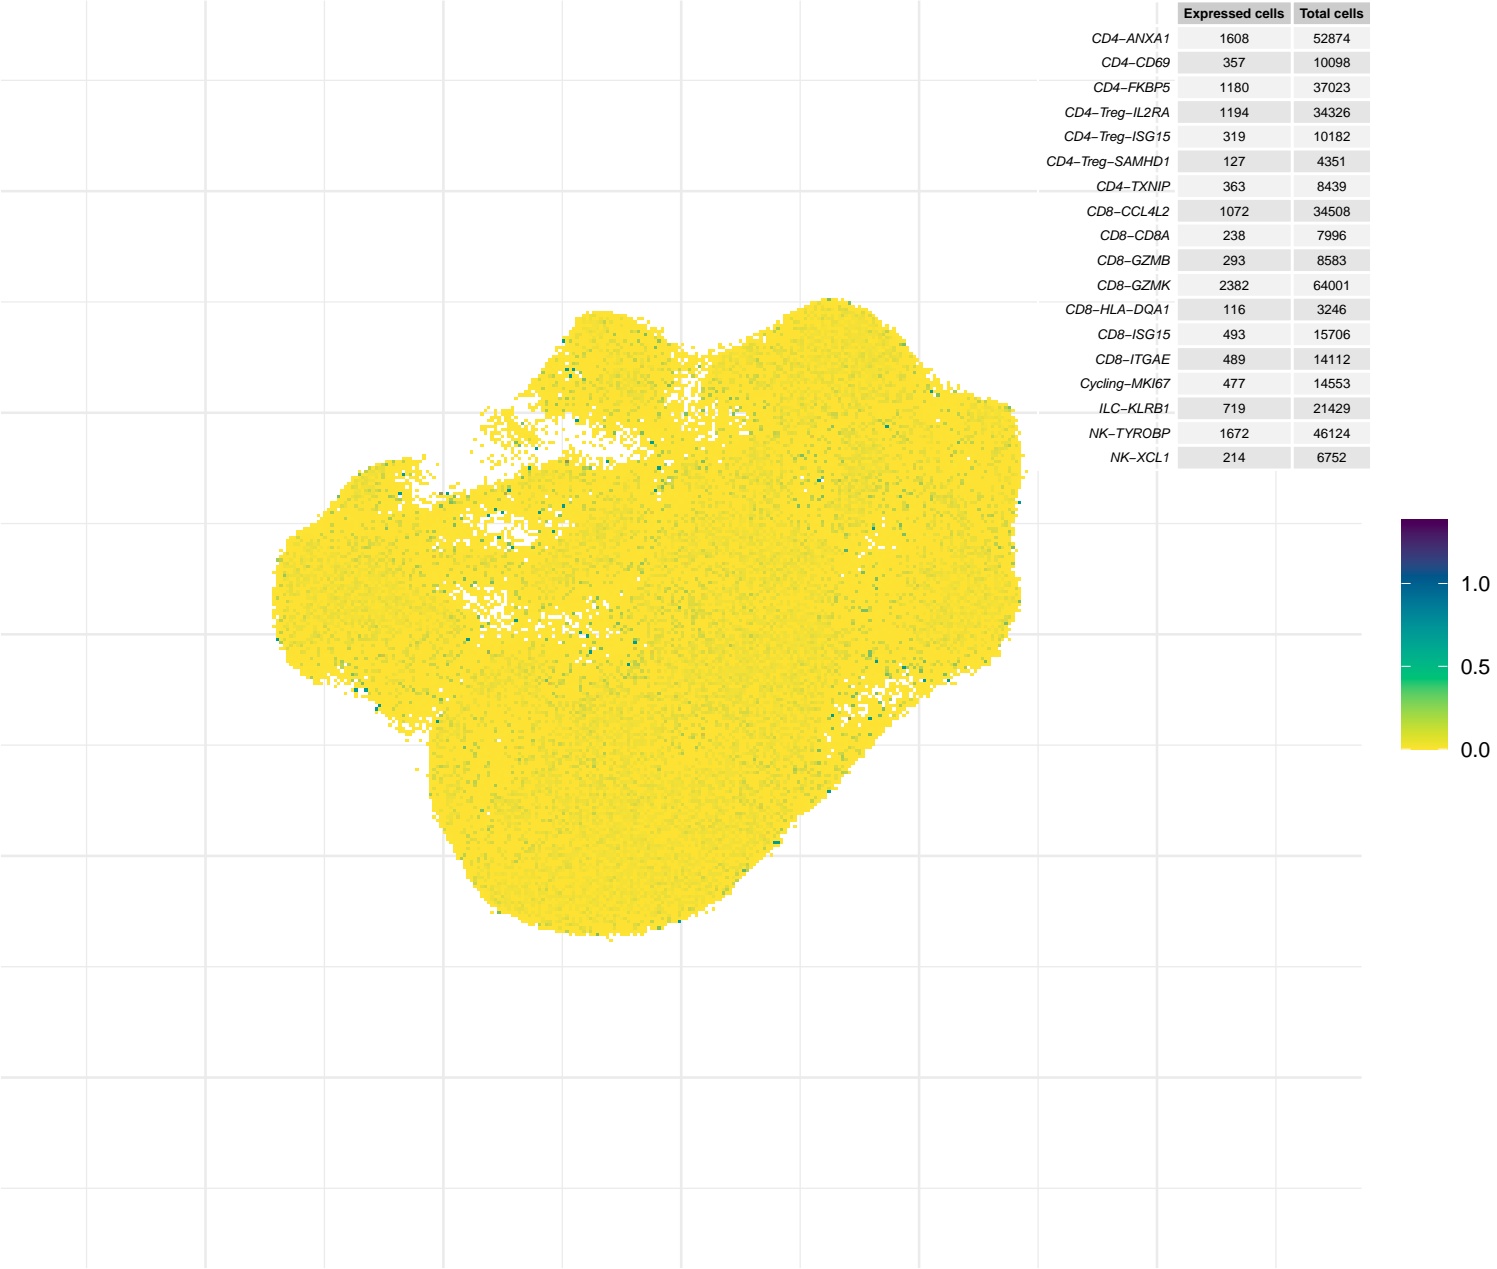 Expressed cells Total cells
CD4−ANXA1 1608 52874
CD4−CD69 357 10098
CD4−FKBP5 1180 37023
CD4−Treg−IL2RA 1194 34326
CD4−Treg−ISG15 319 10182
CD4−Treg−SAMHD1 127 4351
CD4−TXNIP 363 8439
CD8−CCL4L2 1072 34508
CD8−CD8A 238 7996
CD8−GZMB 293 8583
CD8−GZMK 2382 64001
CD8−HLA−DQA1 116 3246
CD8−ISG15 493 15706
CD8−ITGAE 489 14112
Cycling−MKI67 477 14553
ILC−KLRB1 719 21429
NK−TYROBP 1672 46124
NK−XCL1 214 6752
1.0
0.5
0.0